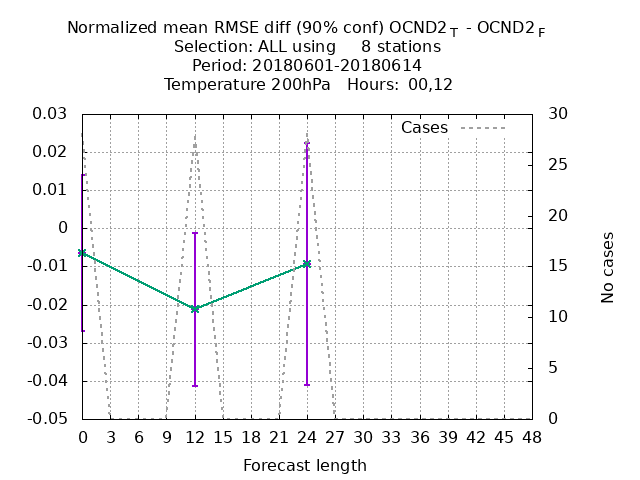 Normalized mean RMSE diff (90% conf) OCND2 T - OCND2 F
Selection: ALL using 8 stations
Period: 20180601-20180614
Temperature 200hPa Hours: 00,12
0.03 30
Cases
0.02 25
0.01
0 20
-0.01 15
-0.02 10
-0.03
-0.04 5
-0.05 0
No cases
0 3 6 9 12 15 18 21 24 27 30 33 36 39 42 45 48
Forecast length